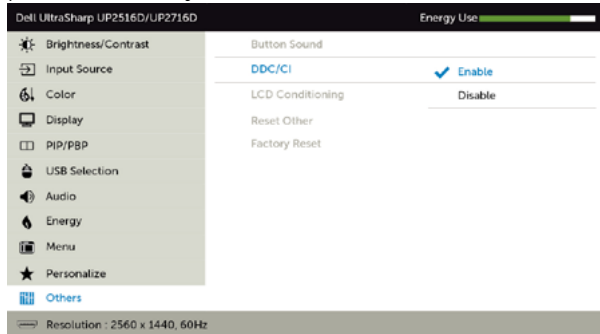 Dell UltraSharp UP2516D/UP2716D Energy Use
Brightness/Contrast Button Sound
Input Source DDC/CI Enable
Color LCD Conditioning Disable
Display Reset Other
PIP/PBP Factory Reset
USB Selection
Audio
Energy
Menu
Personalize
Others
Resolution : 2560 x 1440, 60Hz